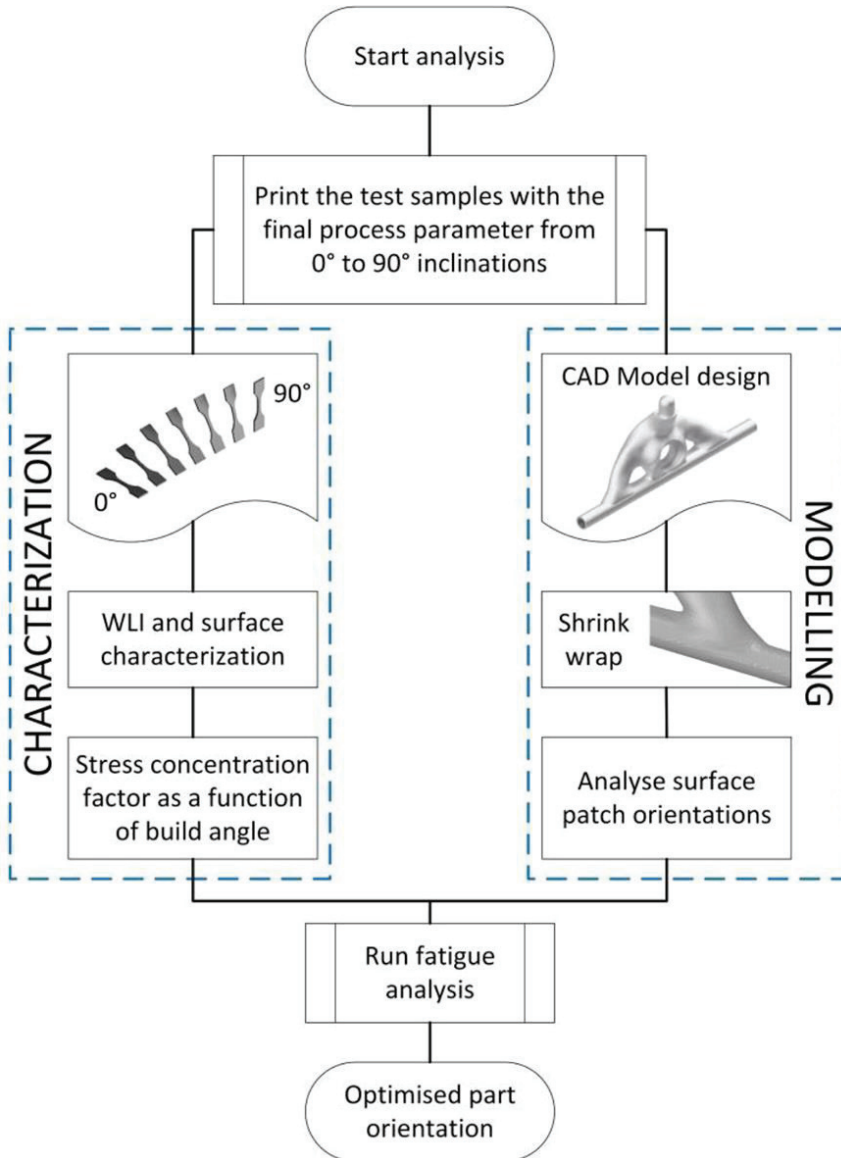 Start analysis
Print the test samples with the
final process parameter from
0° to 90° inclinations
CHARACTERIZATION
90°
0°
WLI and surface
characterization
Stress concentration
factor as a function
of build angle
CAD Model design
Shrink
wrap
Analyse surface
patch orientations
MODELLING
Run fatigue
analysis
Optimised part
orientation